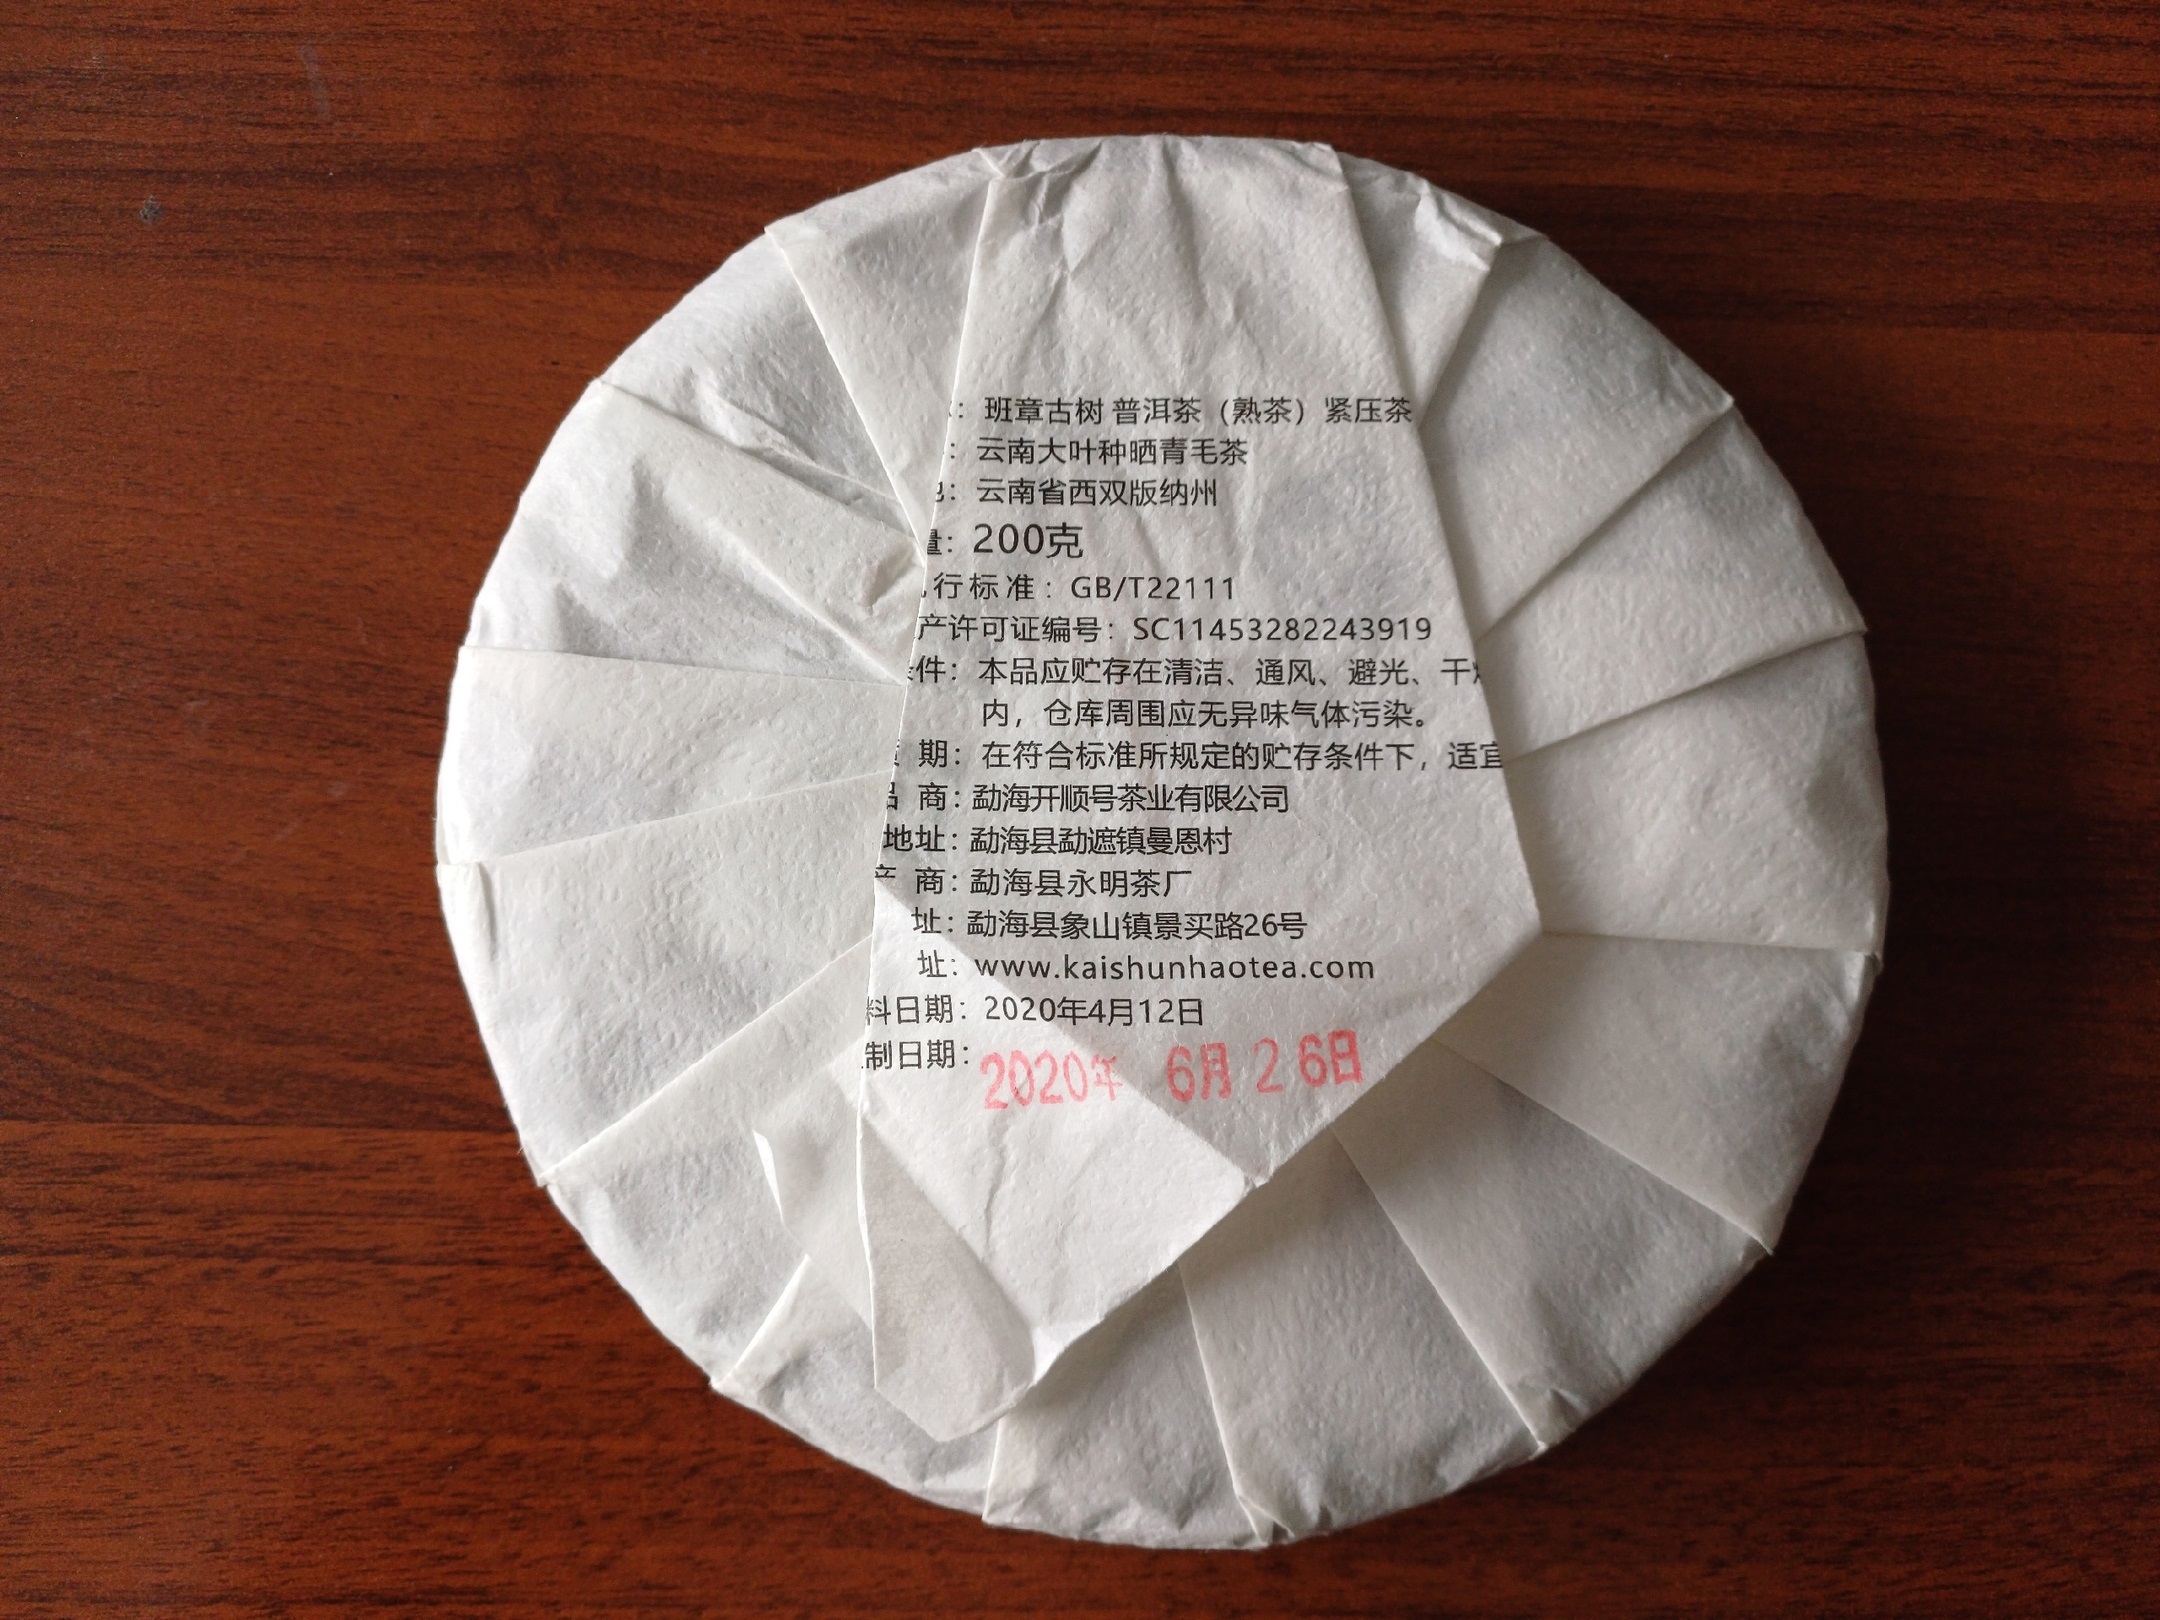 ：班章古树 普洱茶（熟茶）紧压茶
：云南大叶种晒青毛茶
：云南省西双版纳州
量：200克
行标准：GB/T22111
产许可证编号：SC11453282243919
件：本品应贮存在清洁、通风、避光、干
内，仓库周围应无异味气体污染。
期：在符合标准所规定的贮存条件下，适宜
商：勐海开顺号茶业有限公司
地址：勐海县勐遮镇曼恩村
产 商：勐海县永明茶厂
址：勐海县象山镇景买路26号
址：www.kaishunhaotea.com
料日期：2020年4月12日
制日期：2020年 6月26日